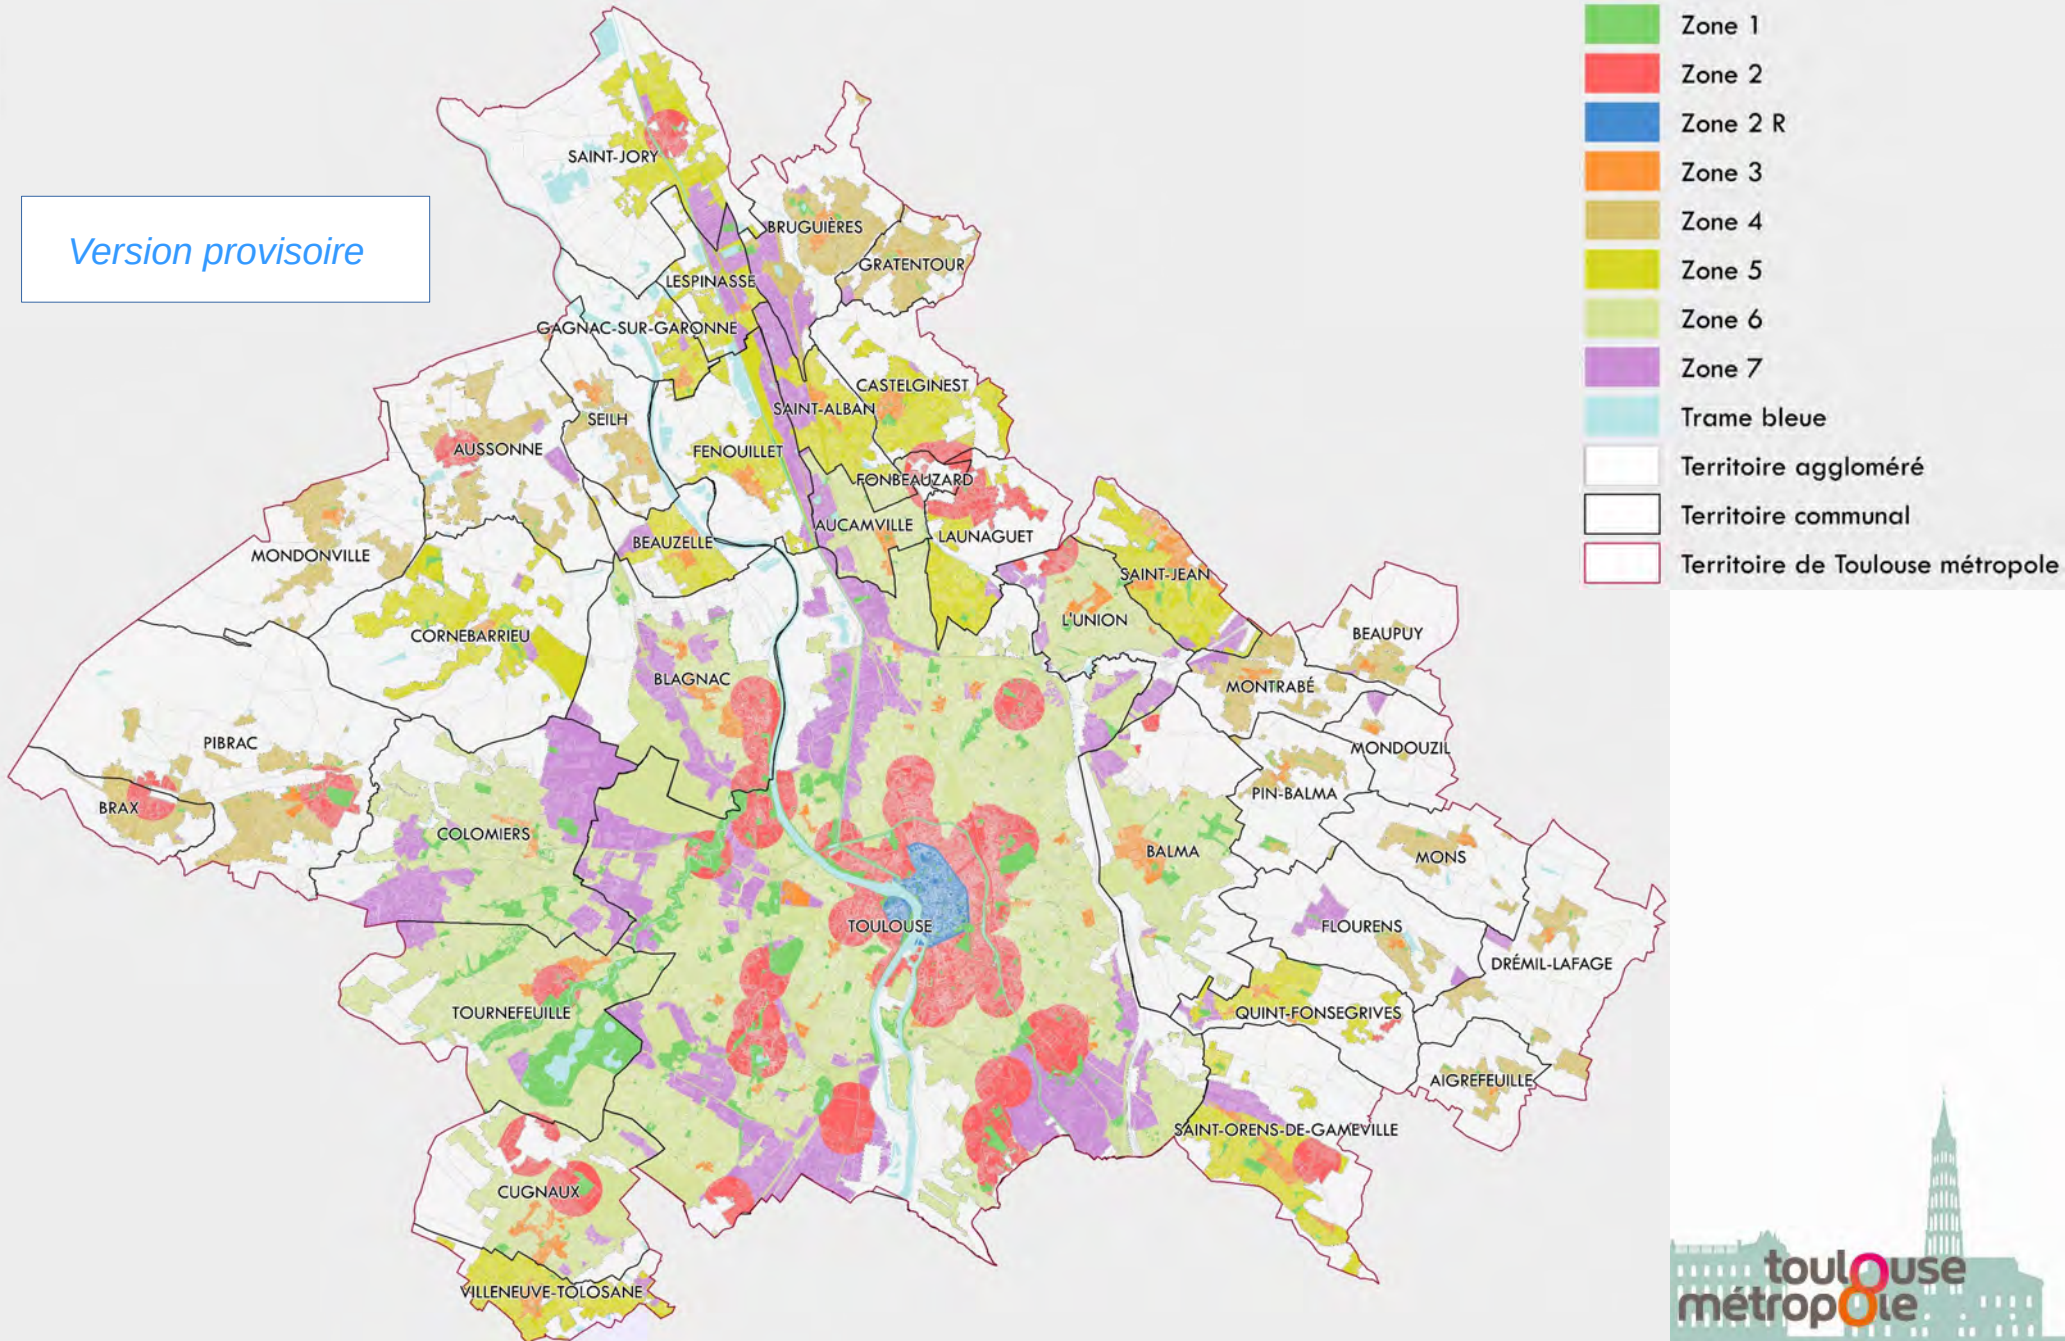 Zone 1
Zone 2
Zone 2 R
Zone 3
Zone 4
Zone 5
Zone 6
Zone 7
Trame bleue
Territoire aggloméré
Territoire communal
Territoire de Toulouse métropole
Version provisoire
SAINT-JORY
BRUGUIÈRES
GRATENTOUR
LESPINASSE
GAGNAC-SUR-GARONNE
CASTELGINEST
SAINT-ALBAN
SEILH
AUSSONNE
FENOUILLET
FONBEAUZARD
AUCAMVILLE
LAUNAGUET
BEAUZELLE
MONDONVILLE
SAINT-JEAN
L'UNION
CORNEBARRIEU
BEAUPUY
BLAGNAC
MONTRABÉ
PIBRAC
MONDOUZIL
PIN-BALMA
BRAX
COLOMIERS
BALMA
MONS
TOULOUSE
FLOURENS
DRÉMIL-LAFAGE
TOURNEFEUILLE
QUINT-FONSEGRIVES
AIGREFEUILLE
SAINT-ORENS-DE-GAMEVILLE
CUGNAUX
VILLENEUVE-TOLOSANE
toulouse
métropole